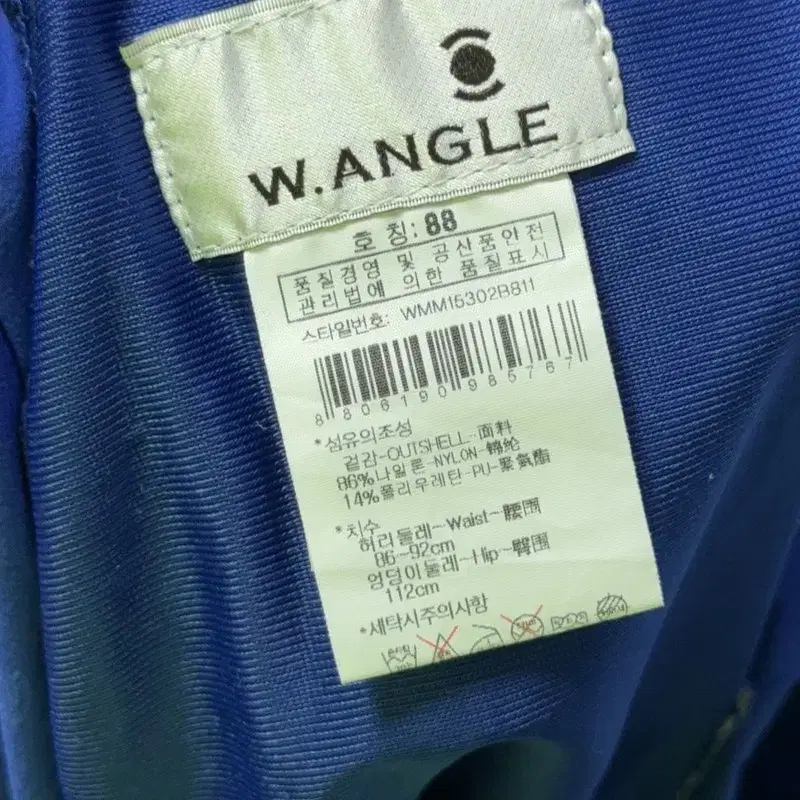 W.ANGLE
호 칭: 88
품질경영 및 공산품안전
관리법에 의한 품질표시
스타일번호: WMM15302B811
8 806190 985767
*섬유의조성
겉감-OUTSHELL-面料
86%나일론-NYLON-锦纶
14%폴리우레탄-PU-聚氨酯
*치수
허리둘레-Waist-腰围
86-92cm
엉덩이둘레-Hip-臀围
112cm
*세탁시주의사항